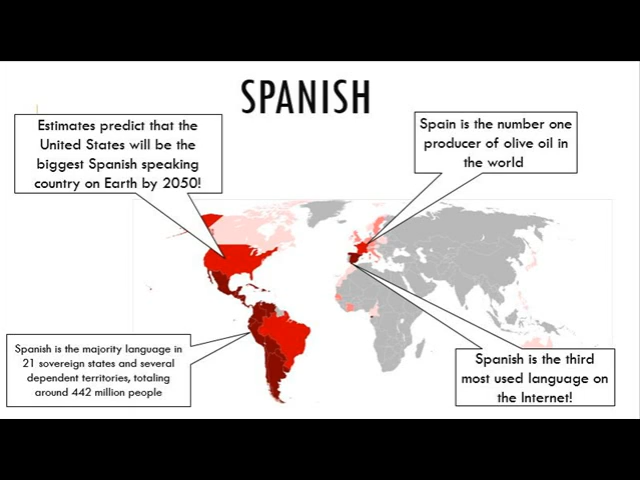 SPANISH
Estimates predict that the
United States will be the
biggest Spanish speaking
country on Earth by 2050!
Spain is the number one
producer of olive oil in
the world
Spanish is the majority language in
21 sovereign states and several
dependent territories, totaling
around 442 million people
Spanish is the third
most used language on
the Internet!